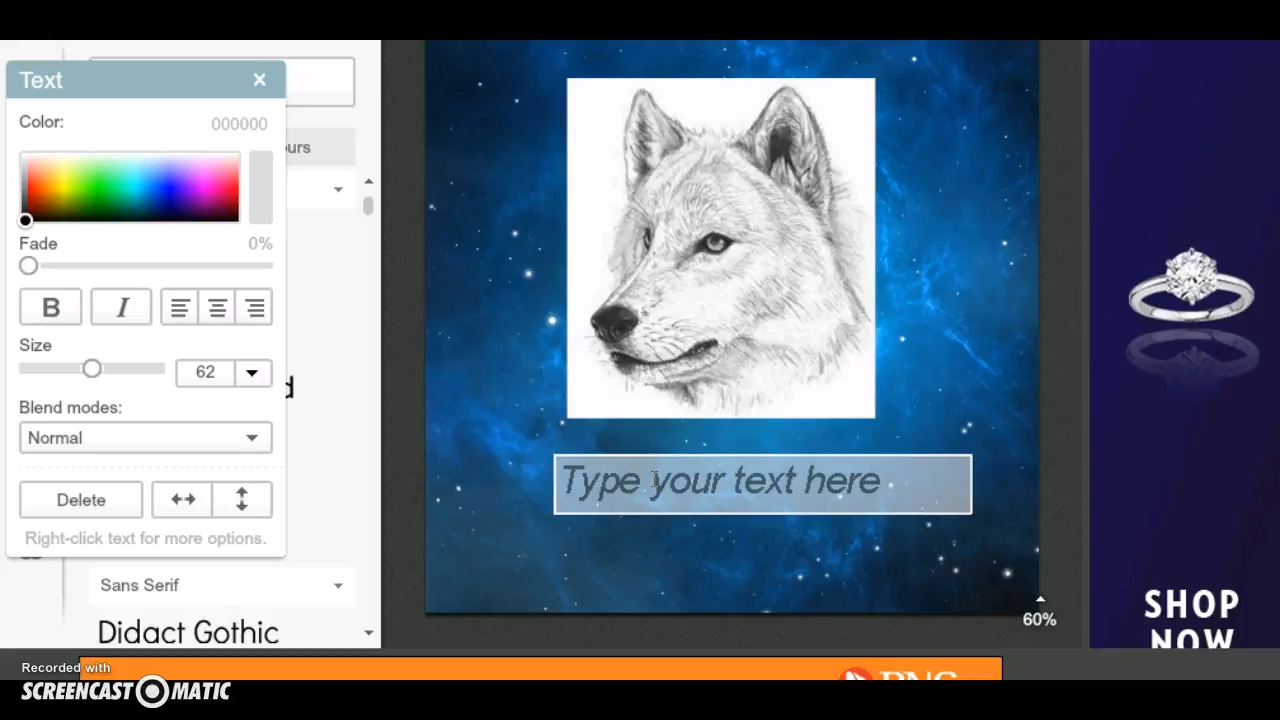 Text
Color:
000000
ours
Fade
0%
B I
Size
62
d
Blend modes:
Normal
Delete
Right-click text for more options.
Sans Serif
Didact Gothic
Type your text here
60%
SHOP
NOW
Recorded with
SCREENCAST MATIC